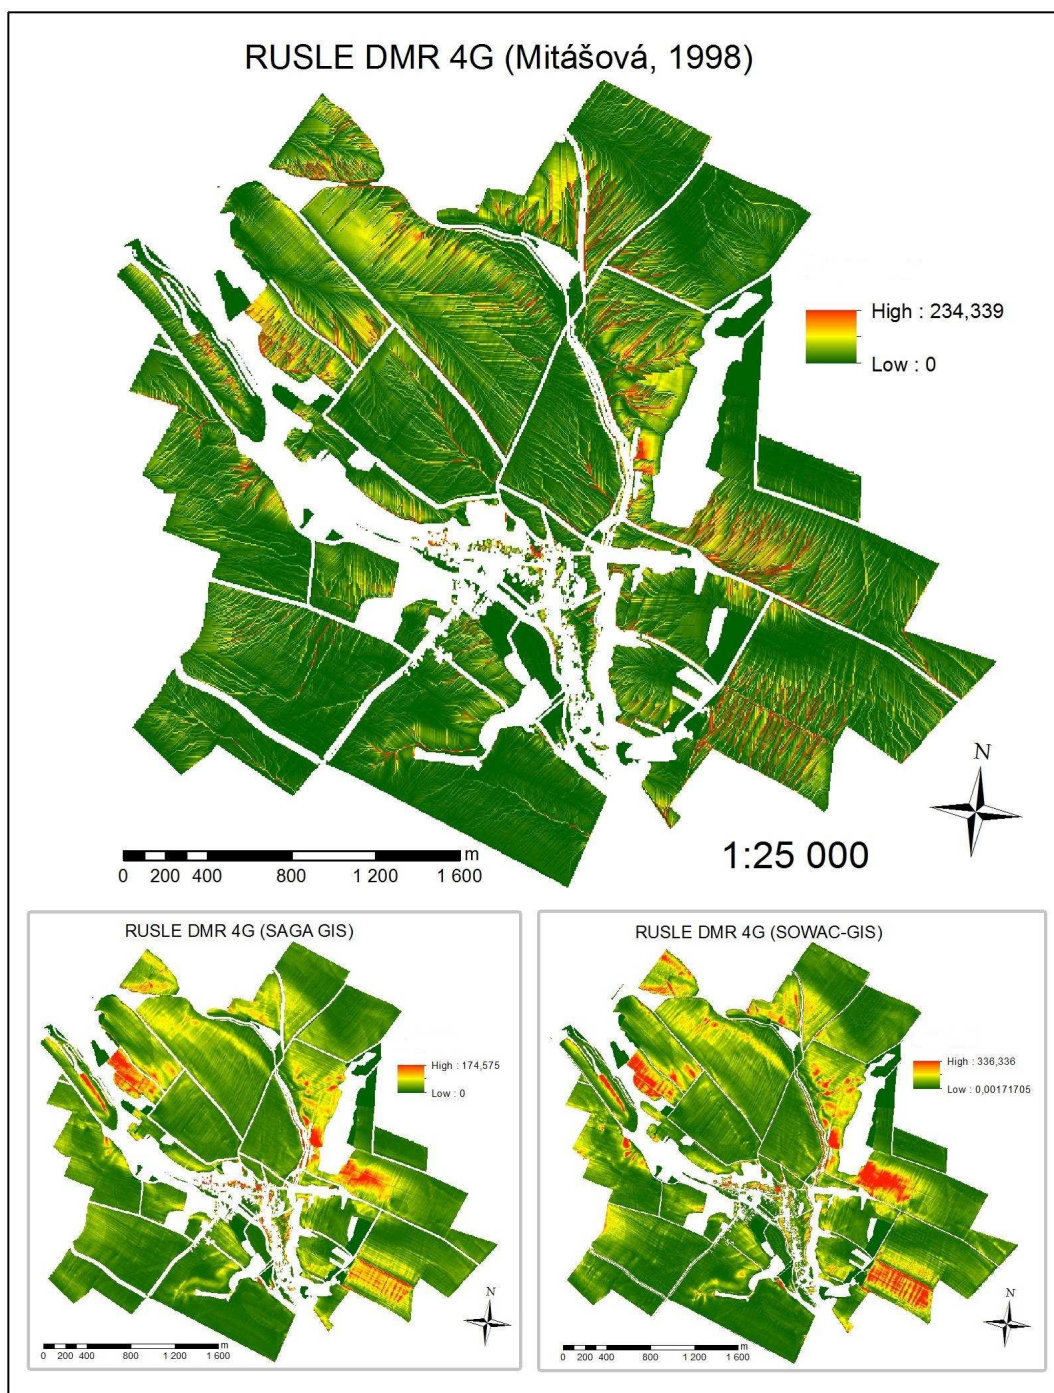 RUSLE DMR 4G (Mitášová, 1998)
High : 234,339
Low : 0
N
1:25 000
m
0 200 400 800 1 200 1 600
RUSLE DMR 4G (SAGA GIS)
High : 174,575
Low : 0
N
m
0 200 400 800 1 200 1 600
RUSLE DMR 4G (SOWAC-GIS)
High : 336,336
Low : 0,00171705
N
m
0 200 400 800 1 200 1 600